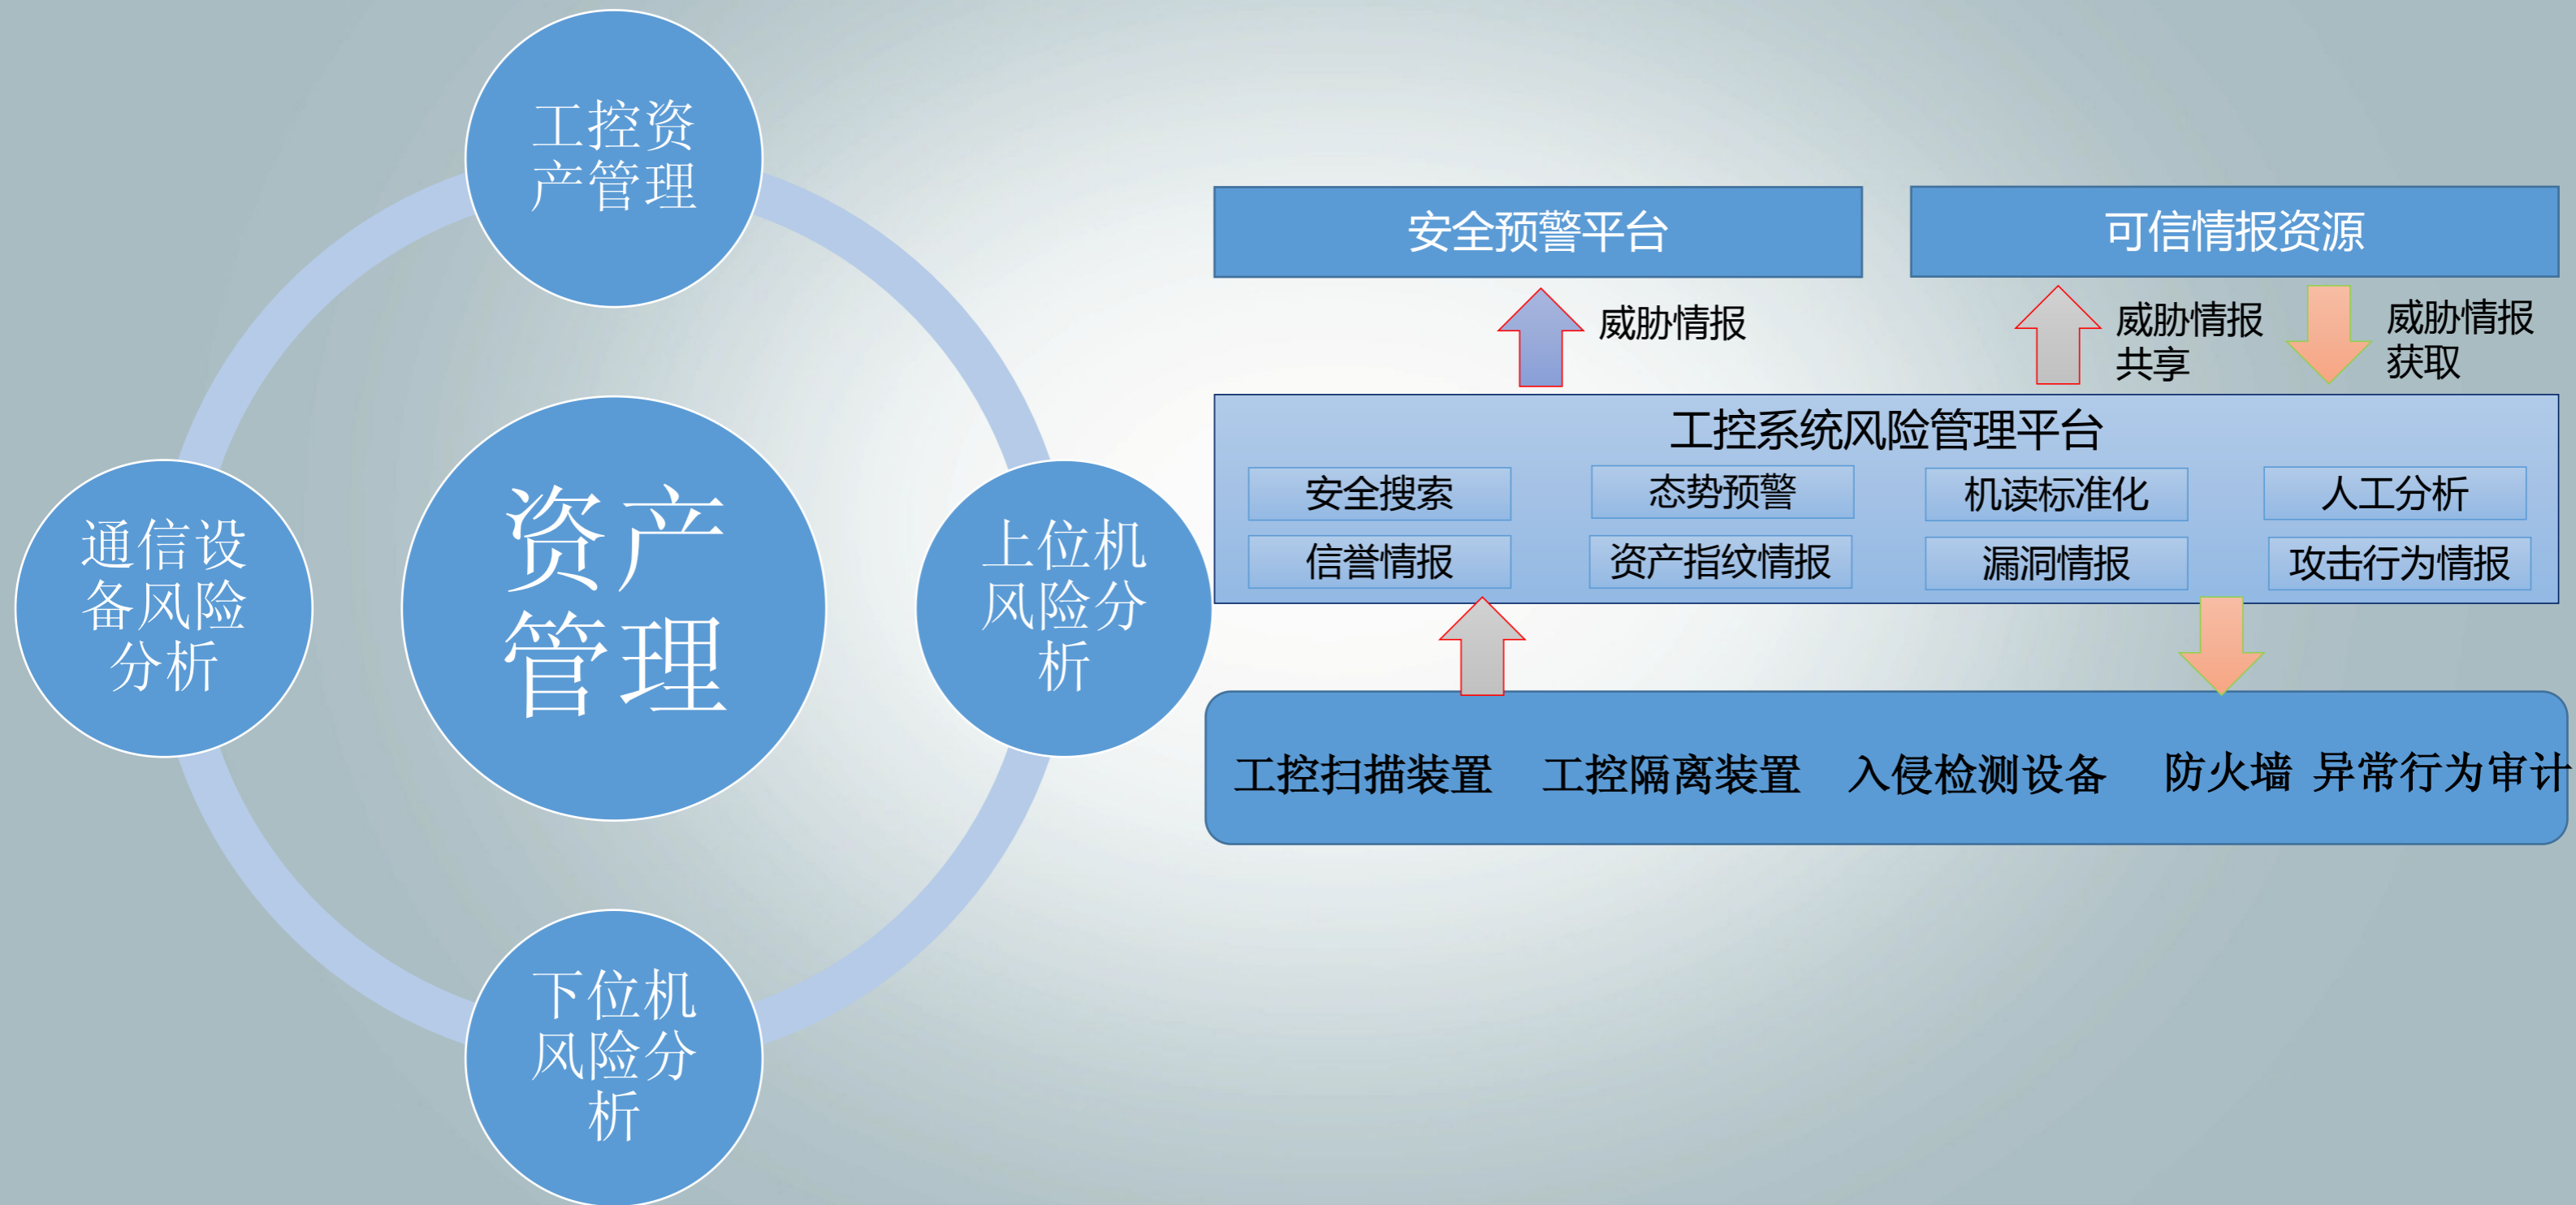 工控资
产管理
通信设
备风险
分析
资产
管理
上位机
风险分
析
下位机
风险分
析
安全预警平台
可信情报资源
威胁情报
威胁情报
共享
威胁情报
获取
工控系统风险管理平台
安全搜索
态势预警
机读标准化
人工分析
信誉情报
资产指纹情报
漏洞情报
攻击行为情报
工控扫描装置
工控隔离装置
入侵检测设备
防火墙
异常行为审计